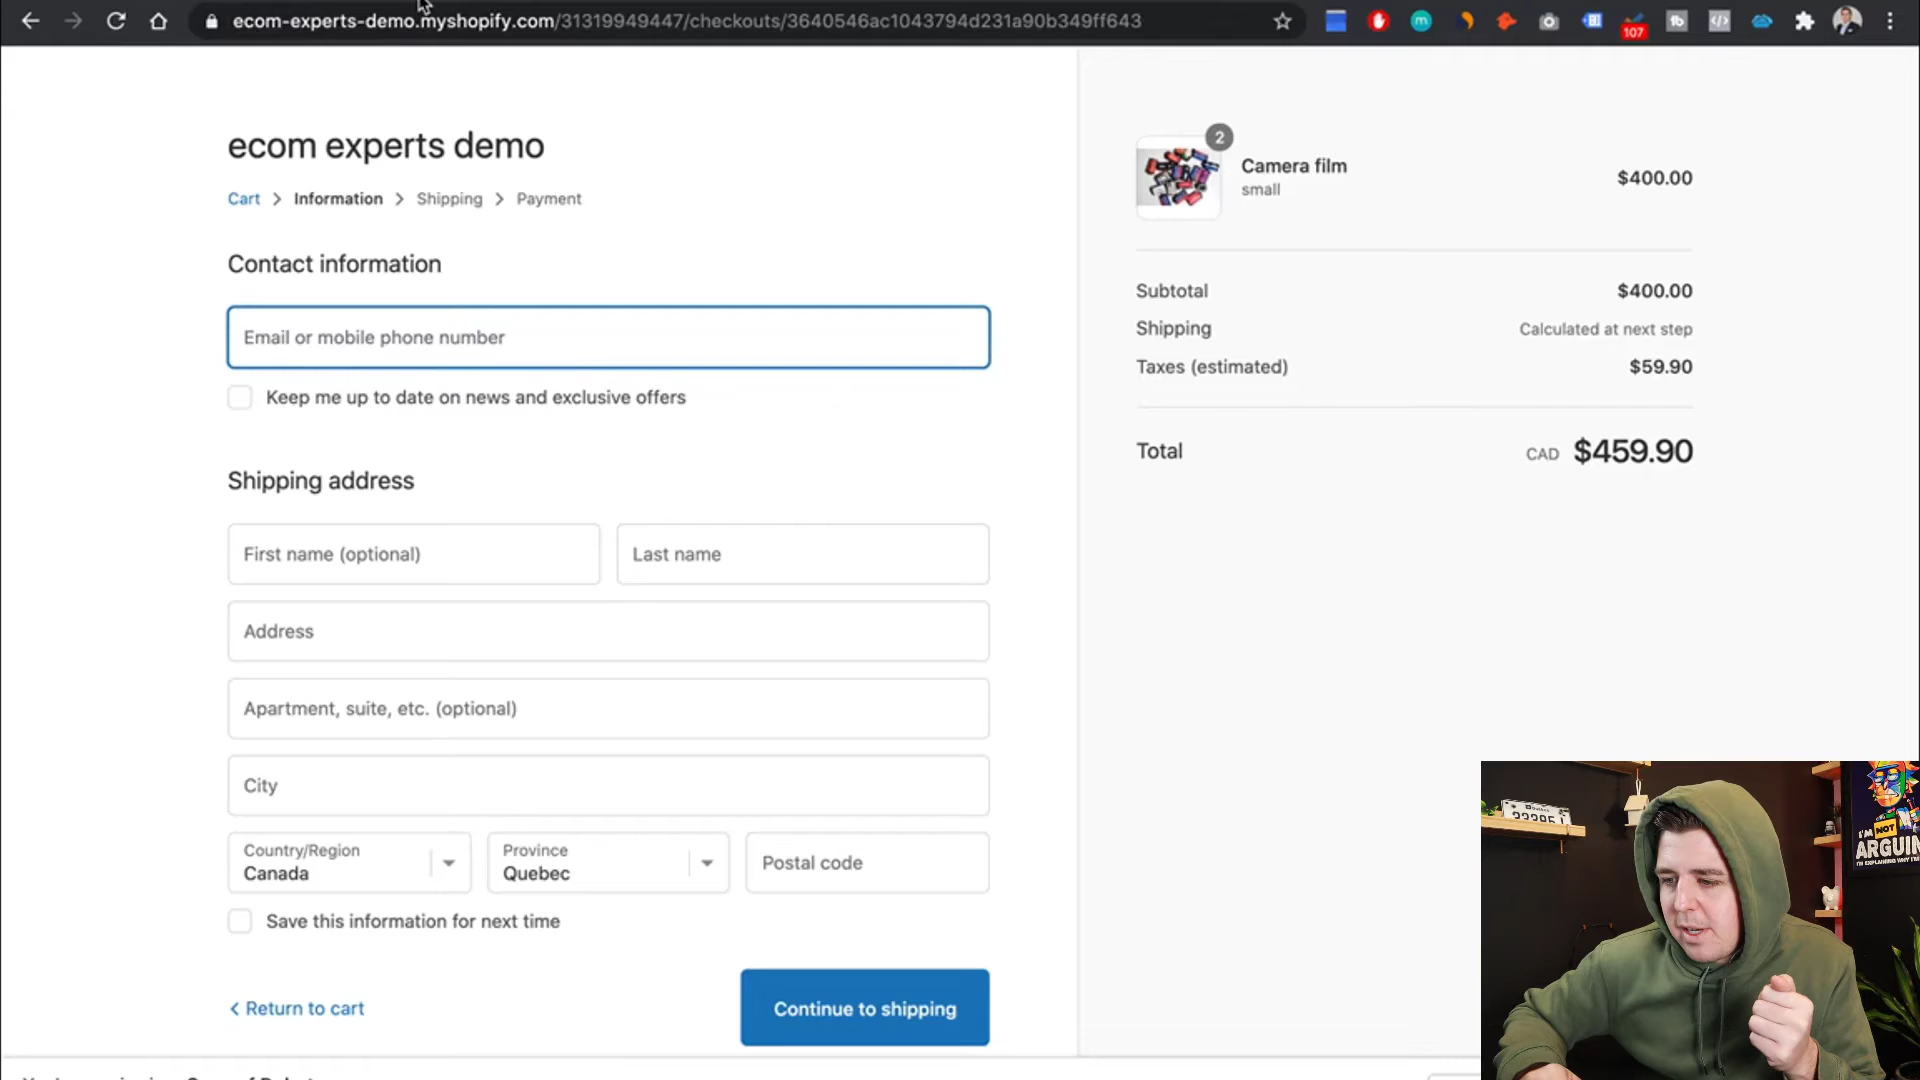 ecom-experts-demo.myshopify.com/31319949447/checkouts/3640546ac1043794d231a90b349ff643
107
ecom experts demo
Cart > Information > Shipping > Payment
Contact information
Email or mobile phone number
Keep me up to date on news and exclusive offers
Shipping address
First name (optional)
Last name
Address
Apartment, suite, etc. (optional)
City
Country/Region
Canada
Province
Quebec
Postal code
Save this information for next time
< Return to cart
Continue to shipping
2
Camera film
small
$400.00
Subtotal
$400.00
Shipping
Calculated at next step
Taxes (estimated)
$59.90
Total
CAD $459.90
I'M NOT